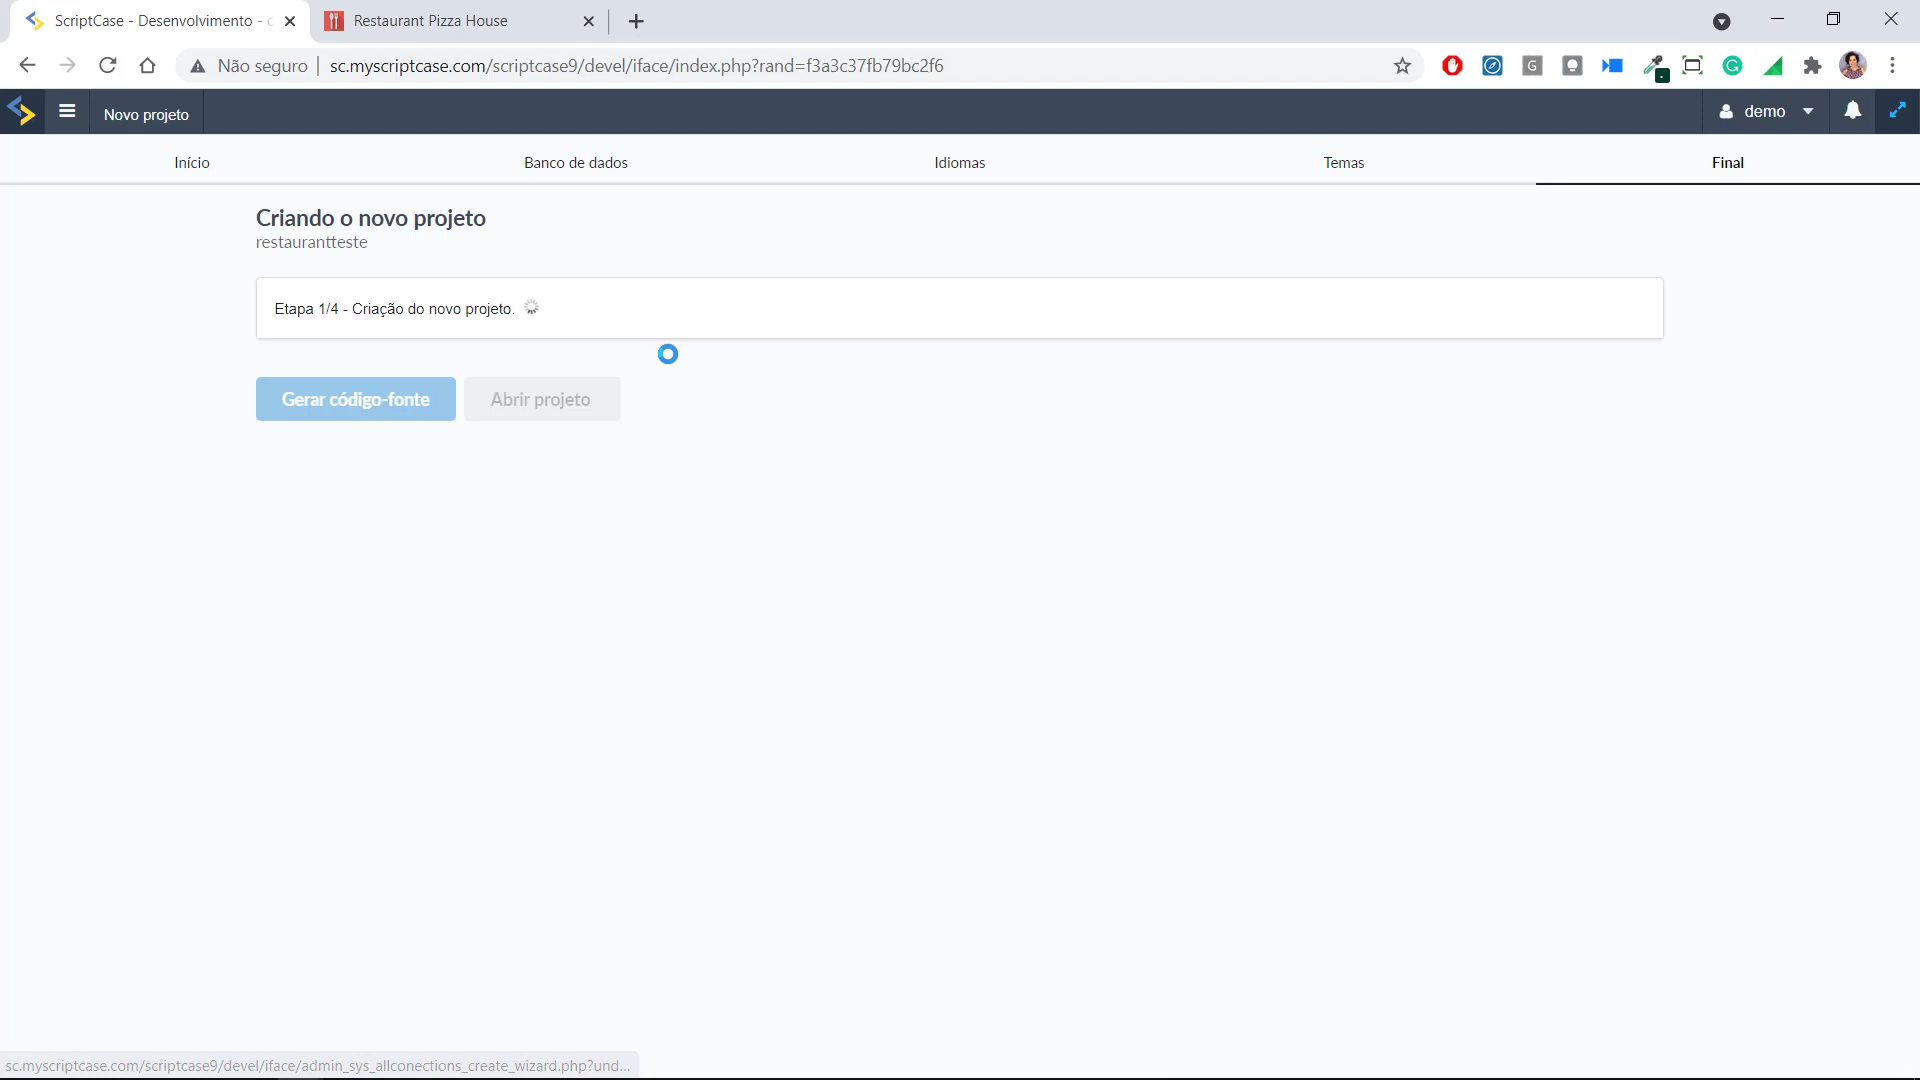 ScriptCase - Desenvolvimento -
Restaurant Pizza House
Não seguro
sc.myscriptcase.com/scriptcase9/devel/iface/index.php?rand=f3a3c37fb79bc2f6
Novo projeto
demo
Início
Banco de dados
Idiomas
Temas
Final
Criando o novo projeto
restaurantteste
Etapa 1/4 - Criação do novo projeto.
Gerar código-fonte
Abrir projeto
sc.myscriptcase.com/scriptcase9/devel/iface/admin_sys_allconections_create_wizard.php?und...